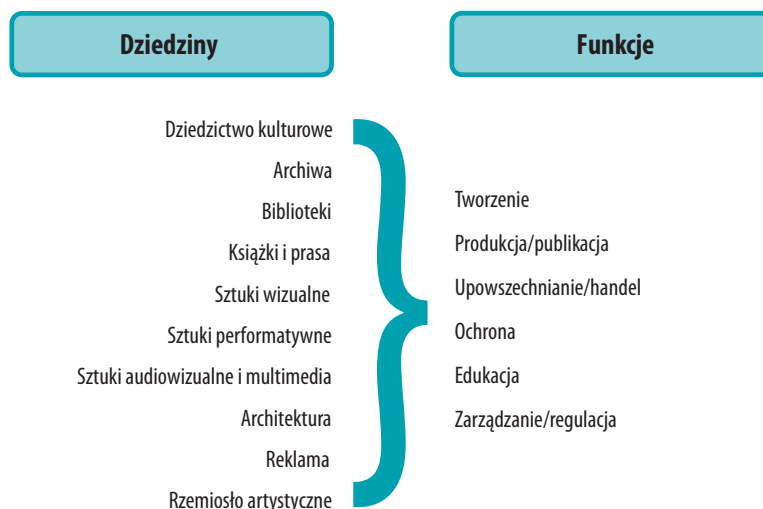 Dziedziny
Funkcje
Dziedzictwo kulturowe
Archiwa
Biblioteki
Książki i prasa
Sztuki wizualne
Sztuki performatywne
Sztuki audiowizualne i multimedia
Architektura
Reklama
Rzemiosło artystyczne
Tworzenie
Produkcja/publikacja
Upowszechnianie/handel
Ochrona
Edukacja
Zarządzanie/regulacja